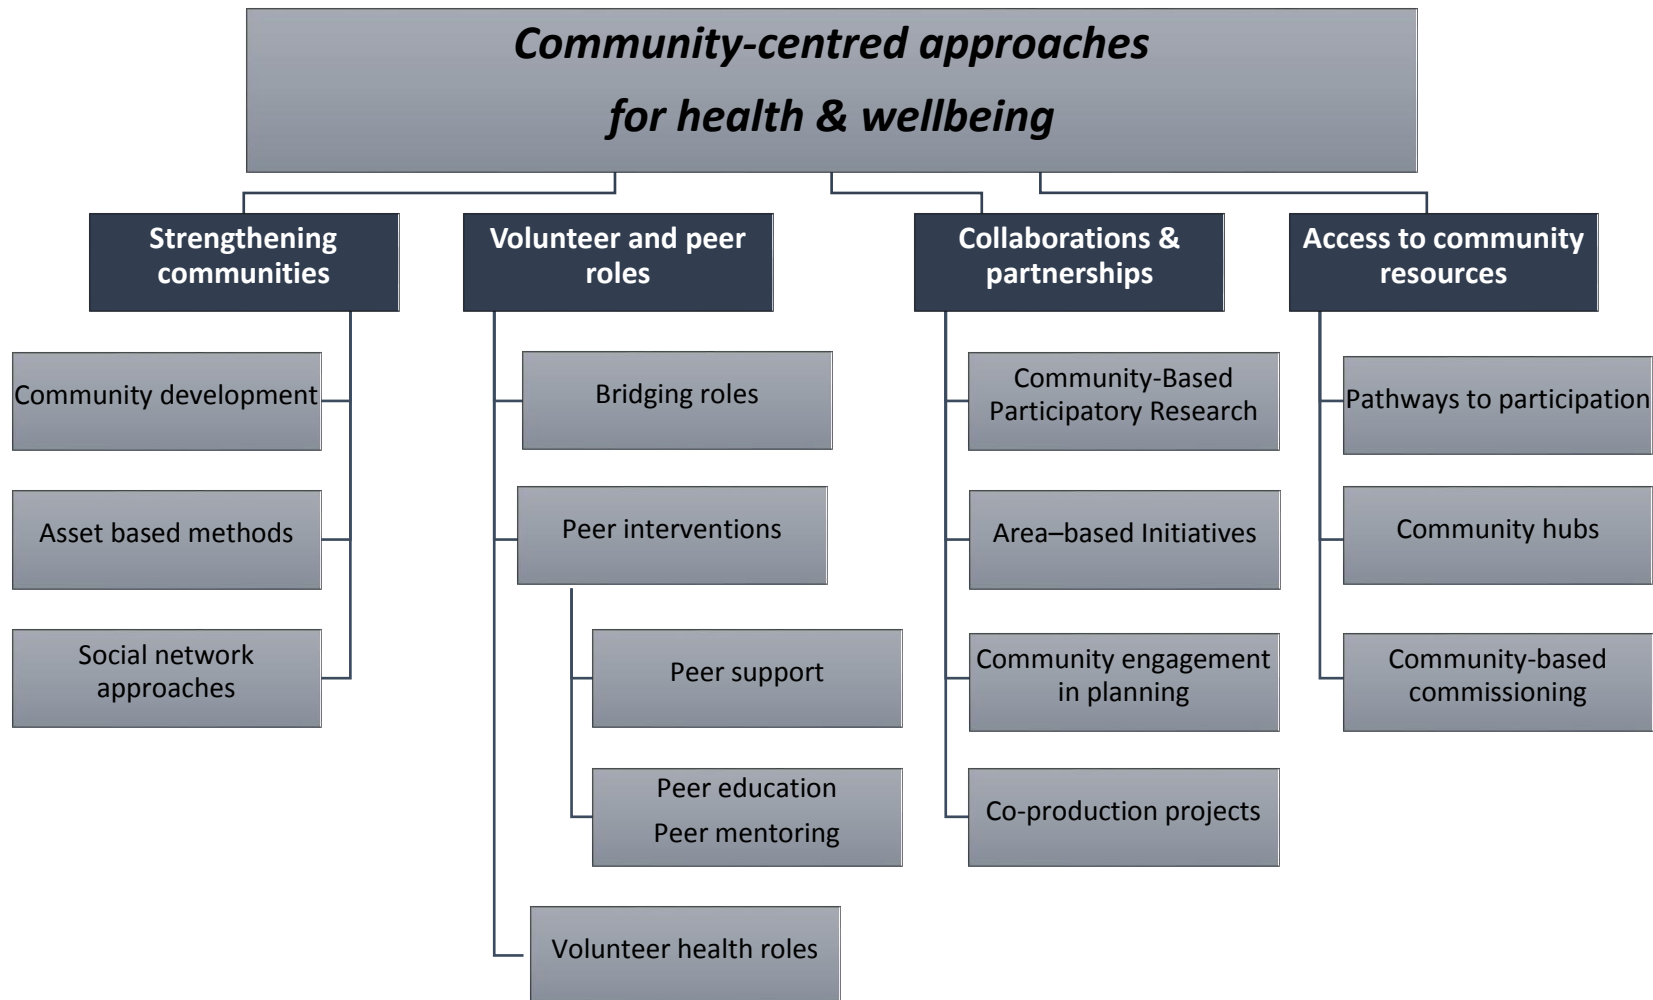 Community-centred approaches
for health & wellbeing
Strengthening
communities
Community development
Asset based methods
Social network
approaches
Volunteer and peer
roles
Bridging roles
Peer interventions
Peer support
Peer education
Peer mentoring
Volunteer health roles
Collaborations &
partnerships
Community-Based
Participatory Research
Area–based Initiatives
Community engagement
in planning
Co-production projects
Access to community
resources
Pathways to participation
Community hubs
Community-based
commissioning